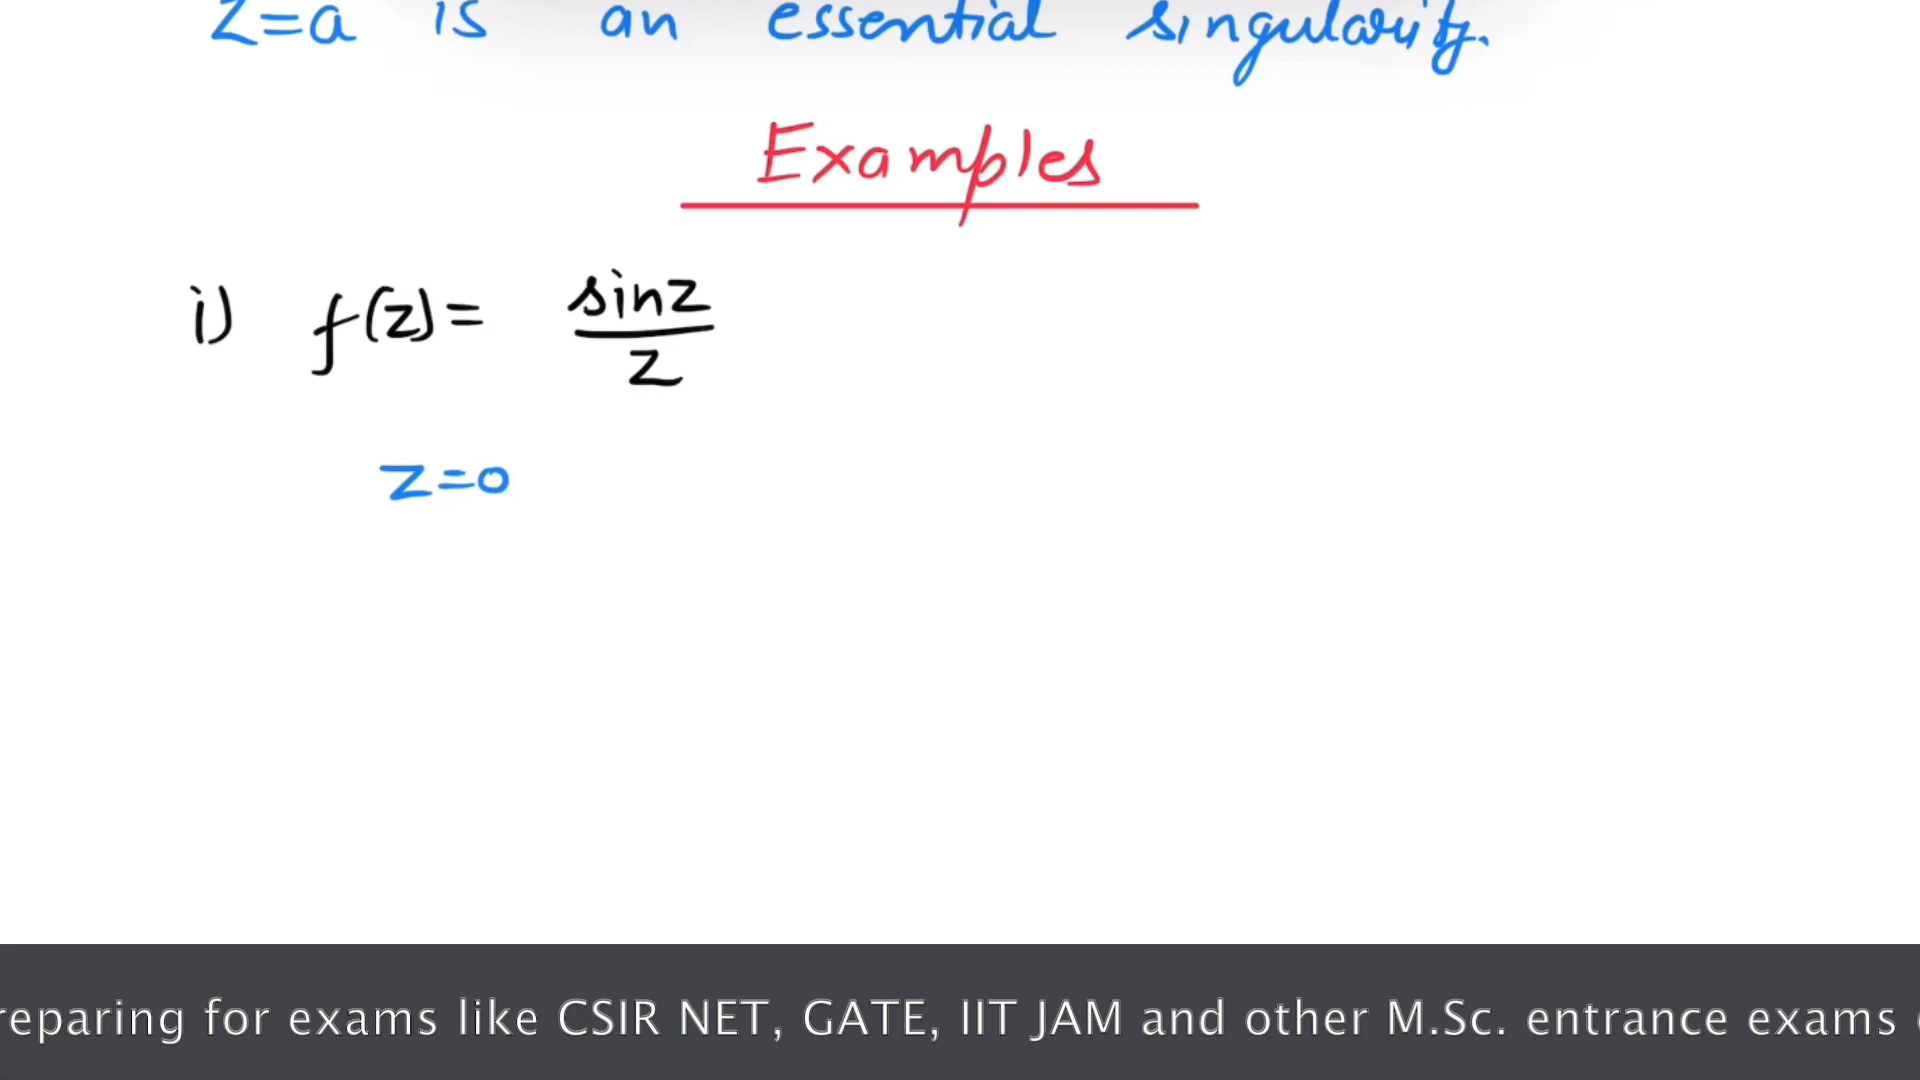 z=a is an essential singularity.
Examples
i) f(z)= sinz/z
z=0
reparing for exams like CSIR NET, GATE, IIT JAM and other M.Sc. entrance exams